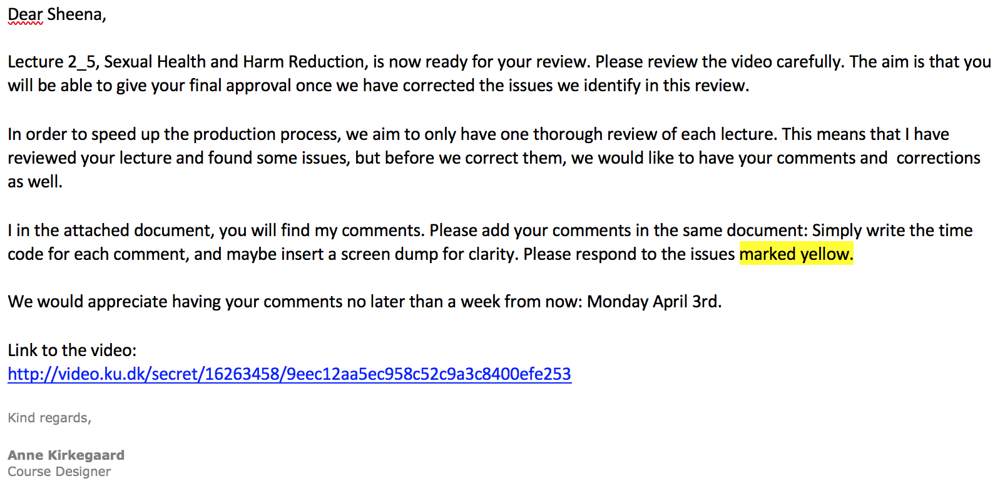 Dear Sheena,
Lecture 2_5, Sexual Health and Harm Reduction, is now ready for your review. Please review the video carefully. The aim is that you
will be able to give your final approval once we have corrected the issues we identify in this review.
In order to speed up the production process, we aim to only have one thorough review of each lecture. This means that I have
reviewed your lecture and found some issues, but before we correct them, we would like to have your comments and  corrections
as well.
I in the attached document, you will find my comments. Please add your comments in the same document: Simply write the time
code for each comment, and maybe insert a screen dump for clarity. Please respond to the issues marked yellow.
We would appreciate having your comments no later than a week from now: Monday April 3rd.
Link to the video:
http://video.ku.dk/secret/16263458/9eec12aa5ec958c52c9a3c8400efe253
Kind regards,
Anne Kirkegaard
Course Designer